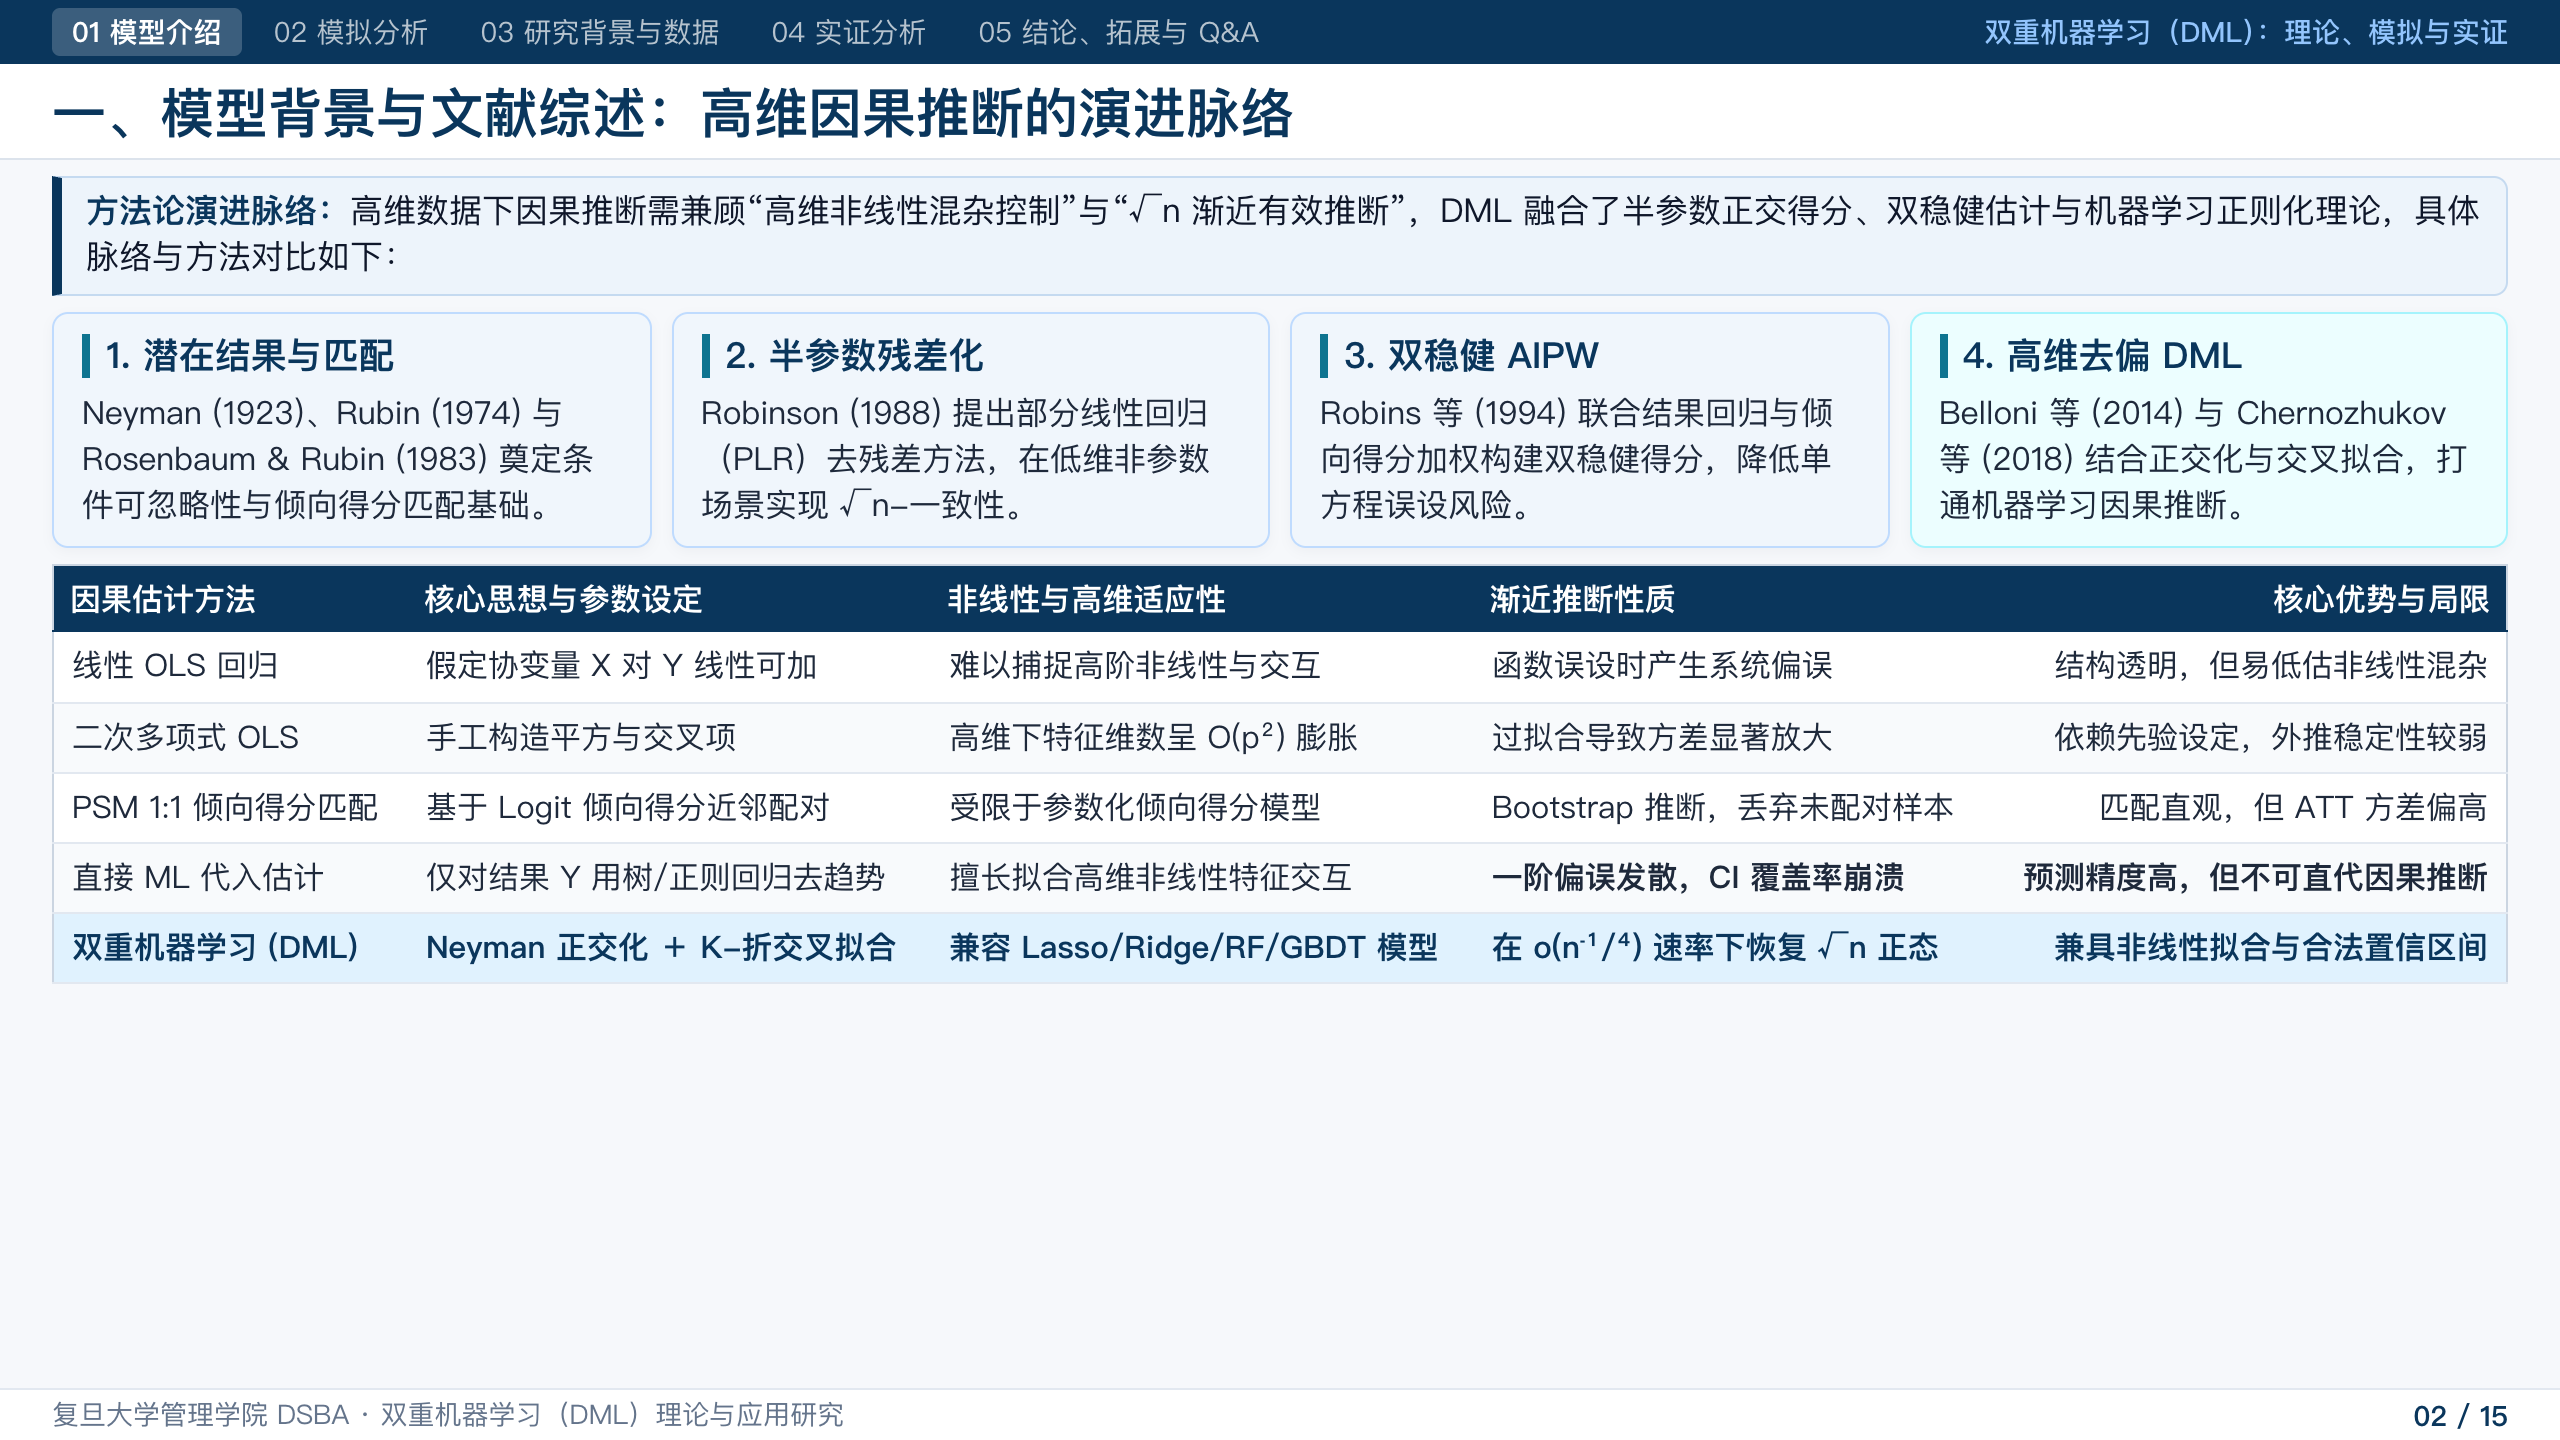 01 模型介绍 02 模拟分析 03 研究背景与数据 04 实证分析 05 结论、拓展与 Q&A 双重机器学习（DML）：理论、模拟与实证
一、模型背景与文献综述：高维因果推断的演进脉络
方法论演进脉络：高维数据下因果推断需兼顾“高维非线性混杂控制”与“√n 渐近有效推断”，DML 融合了半参数正交得分、双稳健估计与机器学习正则化理论，具体
脉络与方法对比如下：
1. 潜在结果与匹配
Neyman (1923)、Rubin (1974) 与
Rosenbaum & Rubin (1983) 奠定条
件可忽略性与倾向得分匹配基础。
2. 半参数残差化
Robinson (1988) 提出部分线性回归
（PLR）去残差方法，在低维非参数
场景实现 √n-一致性。
3. 双稳健 AIPW
Robins 等 (1994) 联合结果回归与倾
向得分加权构建双稳健得分，降低单
方程误设风险。
4. 高维去偏 DML
Belloni 等 (2014) 与 Chernozhukov
等 (2018) 结合正交化与交叉拟合，打
通机器学习因果推断。
因果估计方法 核心思想与参数设定 非线性与高维适应性 渐近推断性质 核心优势与局限
线性 OLS 回归 假定协变量 X 对 Y 线性可加 难以捕捉高阶非线性与交互 函数误设时产生系统偏误 结构透明，但易低估非线性混杂
二次多项式 OLS 手工构造平方与交叉项 高维下特征维数呈 O(p²) 膨胀 过拟合导致方差显著放大 依赖先验设定，外推稳定性较弱
PSM 1:1 倾向得分匹配 基于 Logit 倾向得分近邻配对 受限于参数化倾向得分模型 Bootstrap 推断，丢弃未配对样本 匹配直观，但 ATT 方差偏高
直接 ML 代入估计 仅对结果 Y 用树/正则回归去趋势 擅长拟合高维非线性特征交互 一阶偏误发散，CI 覆盖率崩溃 预测精度高，但不可直代因果推断
双重机器学习 (DML) Neyman 正交化 + K-折交叉拟合 兼容 Lasso/Ridge/RF/GBDT 模型 在 o(n⁻¹/⁴) 速率下恢复 √n 正态 兼具非线性拟合与合法置信区间
复旦大学管理学院 DSBA · 双重机器学习（DML）理论与应用研究 02 / 15